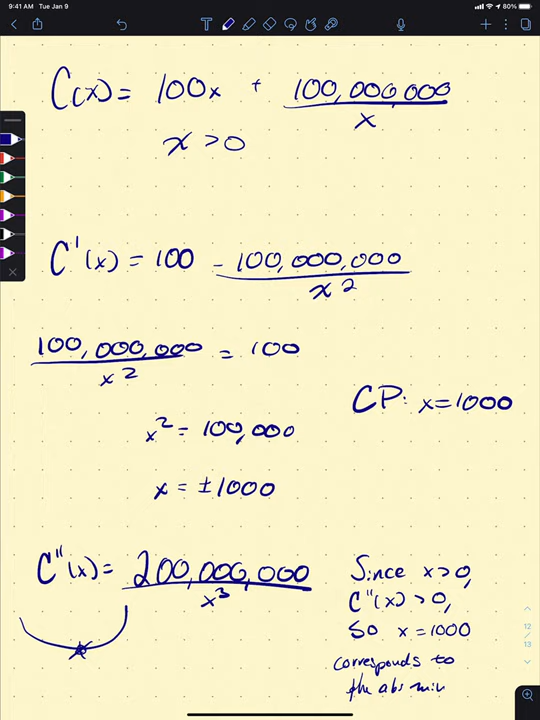 9:41 AM Tue Jan 9
80%
C(x) = 100x + 100,000,000 / x
x > 0
C'(x) = 100 - 100,000,000 / x²
100,000,000 / x² = 100
CP: x = 1000
x² = 100,000
x = ±1000
C''(x) = 200,000,000 / x³
Since x > 0,
C''(x) > 0,
so x = 1000
corresponds to
the abs min
12
/
13